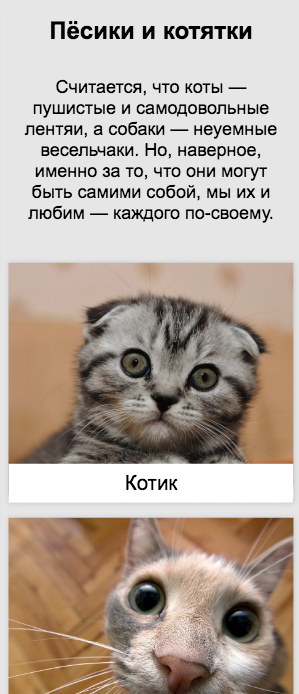 Пёсики и котятки
Считается, что коты —
пушистые и самодовольные
лентяи, а собаки — неуемные
весельчаки. Но, наверное,
именно за то, что они могут
быть самими собой, мы их и
любим — каждого по-своему.
Котик